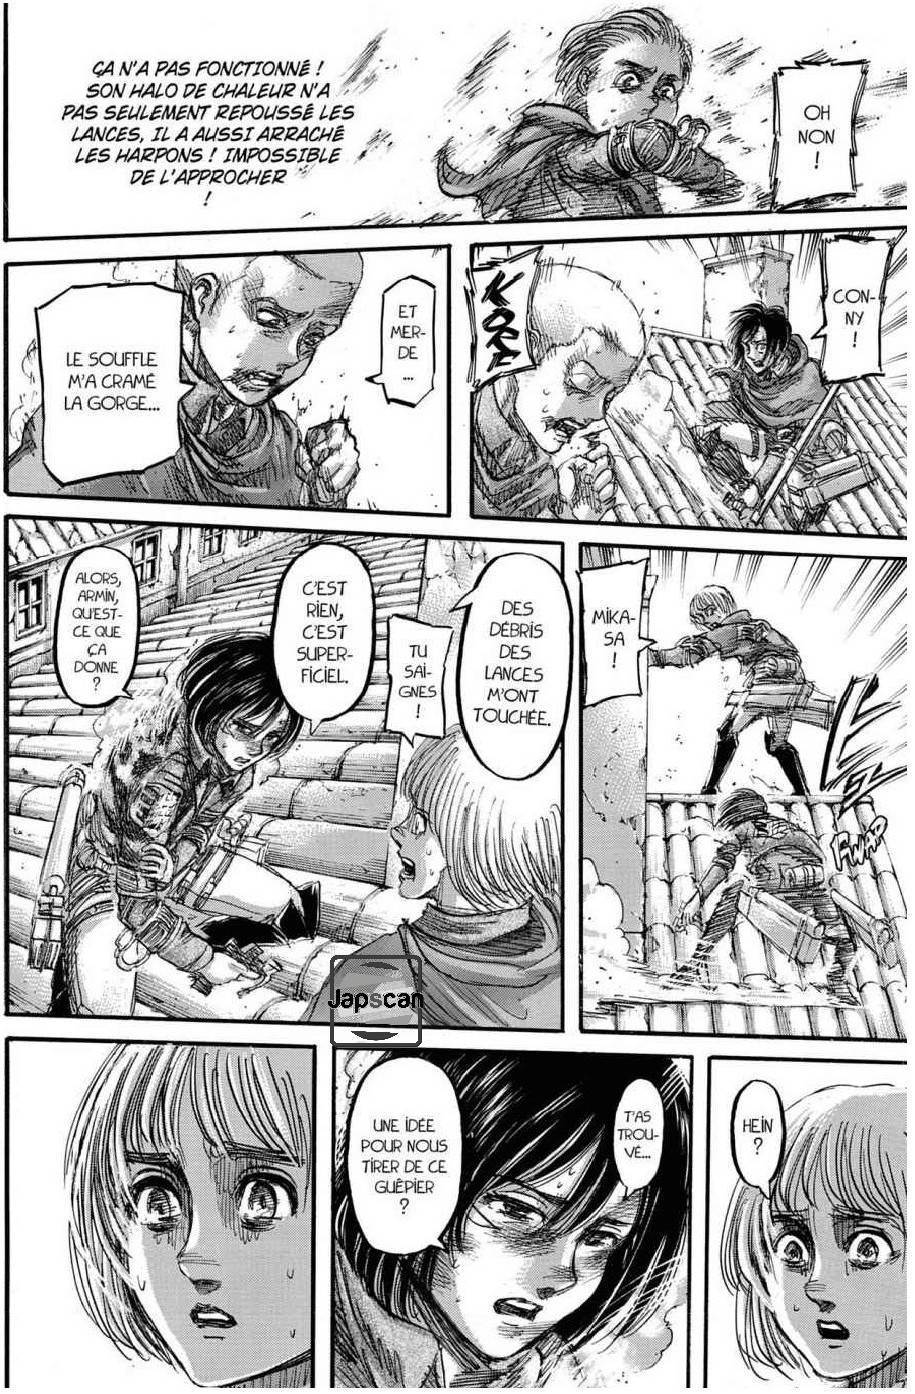 OH
NON
!
ÇA N'A PAS FONCTIONNÉ !
SON HALO DE CHALEUR N'A
PAS SEULEMENT REPOUSSÉ LES
LANCES, IL A AUSSI ARRACHÉ
LES HARPONS ! IMPOSSIBLE
DE L'APPROCHER
!
CON-
NY !
KOFF
ET
MER-
DE
...
LE SOUFFLE
M'A CRAMÉ
LA GORGE...
MIKA-
SA !
FWAP
DES
DÉBRIS
DES
LANCES
M'ONT
TOUCHÉE.
TU
SAI-
GNES
!
C'EST
RIEN,
C'EST
SUPER-
FICIEL.
ALORS,
ARMIN,
QU'EST-
CE QUE
ÇA
DONNE
?
Japscan
HEIN
?
T'AS
TROU-
VÉ...
UNE IDÉE
POUR NOUS
TIRER DE CE
GUÊPIER
?